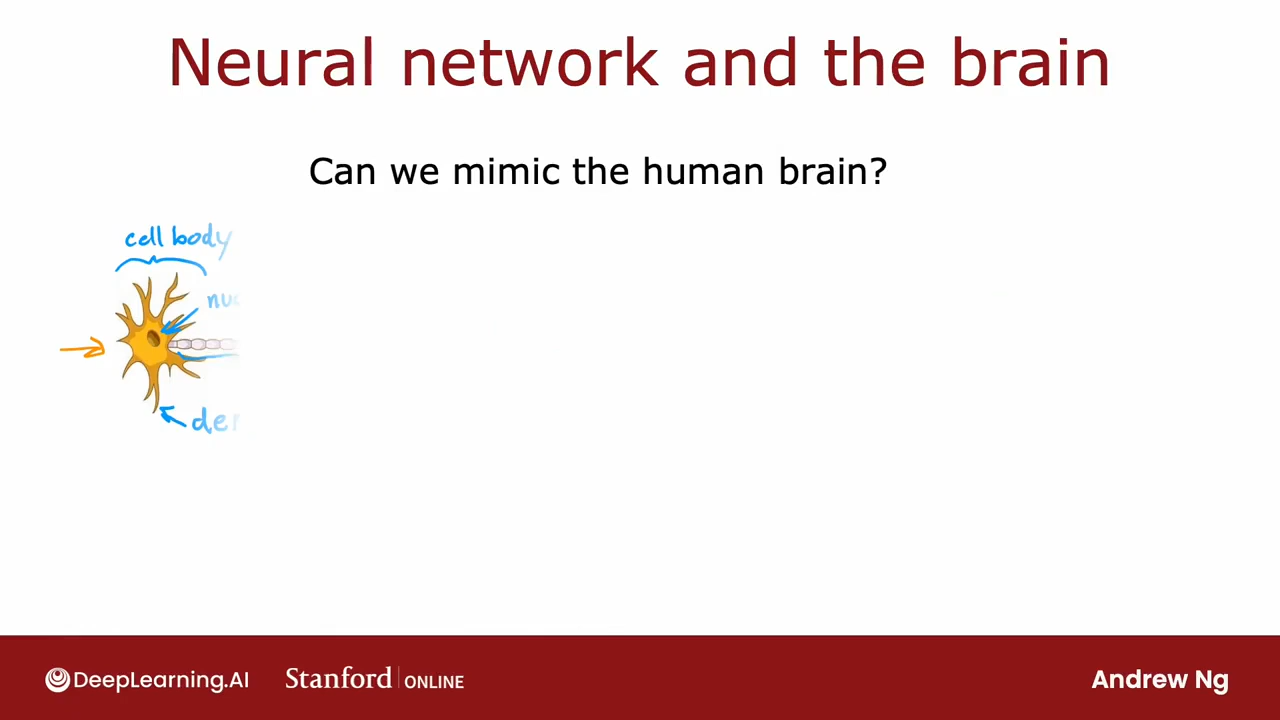 Neural network and the brain
Can we mimic the human brain?
cell body
DeepLearning.AI
Stanford ONLINE
Andrew Ng